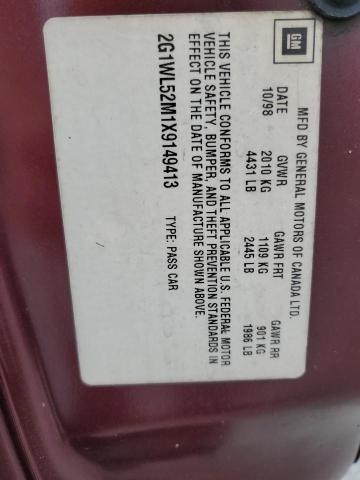 GM
MFD BY GENERAL MOTORS OF CANADA LTD.
DATE GVWR GAWR FRT GAWR RR
10/98 2010 KG 1109 KG 901 KG
4431 LB 2445 LB 1986 LB
THIS VEHICLE CONFORMS TO ALL APPLICABLE U.S. FEDERAL MOTOR
VEHICLE SAFETY, BUMPER, AND THEFT PREVENTION STANDARDS IN
EFFECT ON THE DATE OF MANUFACTURE SHOWN ABOVE.
2G1WL52M1X9149413 TYPE: PASS CAR